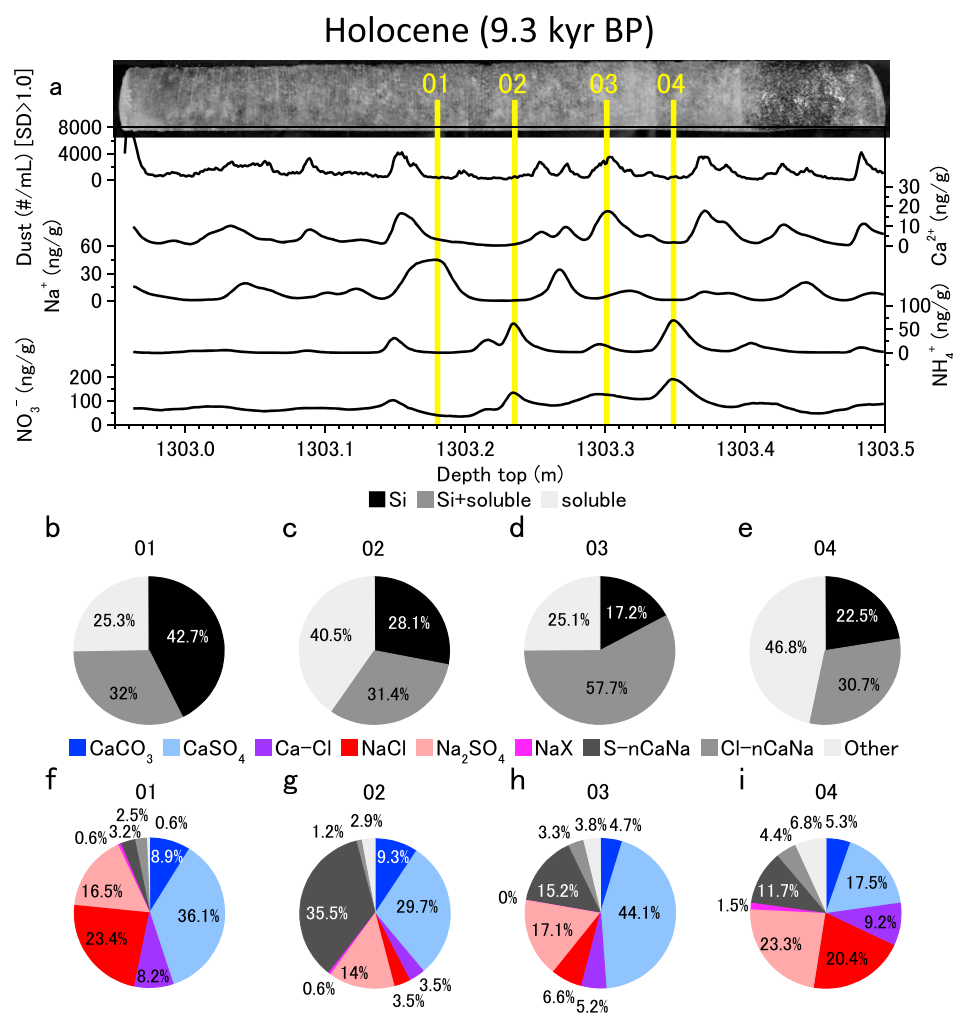 Holocene (9.3 kyr BP)
a
01 02 03 04
Dust (#/mL) [SD>1.0]
8000
4000
0
Ca²⁺ (ng/g)
30
20
10
0
Na⁺ (ng/g)
60
30
0
NH₄⁺ (ng/g)
100
50
0
NO₃⁻ (ng/g)
200
100
0
1303.0 1303.1 1303.2 1303.3 1303.4 1303.5
Depth top (m)
Si Si+soluble soluble
b c d e
01 02 03 04
25.3% 42.7% 32%
40.5% 28.1% 31.4%
25.1% 17.2% 57.7%
46.8% 22.5% 30.7%
CaCO₃ CaSO₄ Ca-Cl NaCl Na₂SO₄ NaX S-nCaNa Cl-nCaNa Other
f g h i
01 02 03 04
2.5% 0.6% 0.6% 3.2% 8.9% 16.5% 36.1% 23.4% 8.2%
2.9% 1.2% 9.3% 35.5% 29.7% 14% 0.6% 3.5% 3.5%
3.8% 4.7% 3.3% 15.2% 0% 44.1% 17.1% 6.6% 5.2%
6.8% 5.3% 4.4% 11.7% 17.5% 1.5% 9.2% 23.3% 20.4%